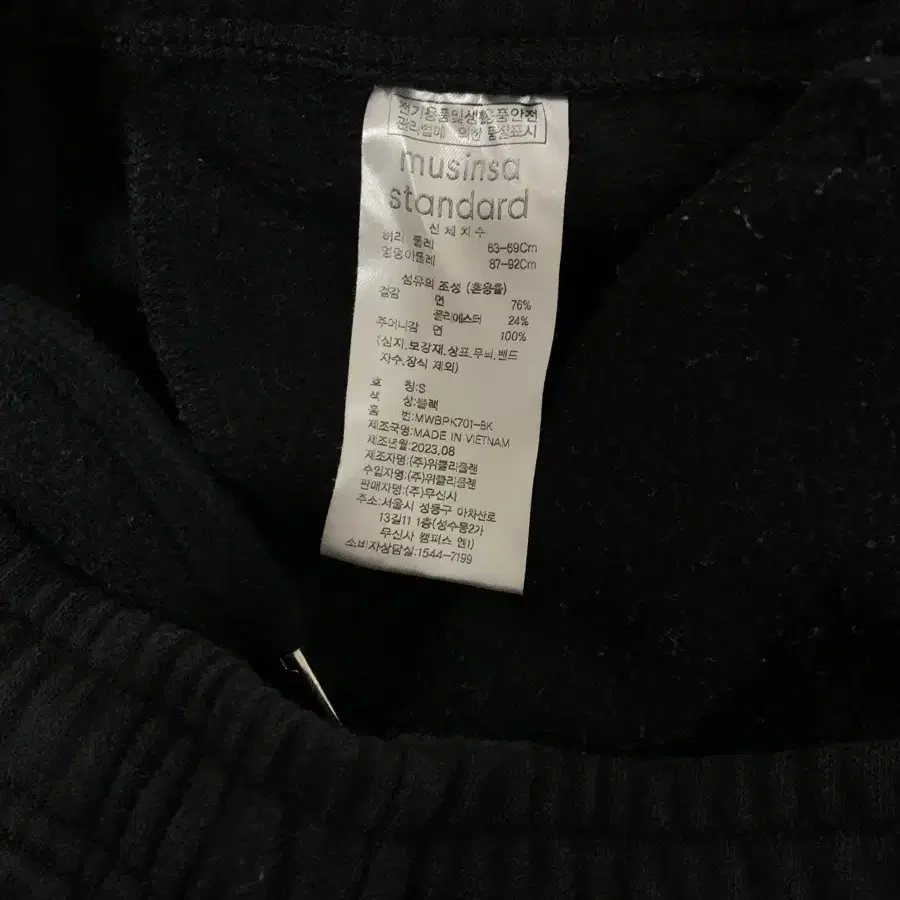 전기용품및생활용품안전
관리법에 의한 품질표시
musinsa
standard
신체치수
허리 둘레 63-69Cm
엉덩이둘레 87-92Cm
섬유의 조성 (혼용률)
겉감 면 76%
폴리에스터 24%
주머니감 면 100%
(심지,보강재,상표,무늬,밴드
자수,장식 제외)
호 칭:S
색 상:블랙
품 번:MWBPK701-BK
제조국명:MADE IN VIETNAM
제조년월:2023.08
제조자명:(주)위클리플렌
수입자명:(주)위클리플렌
판매자명:(주)무신사
주소:서울시 성동구 아차산로
13길11 1층(성수동2가
무신사 캠퍼스 엔1)
소비자상담실:1544-7199